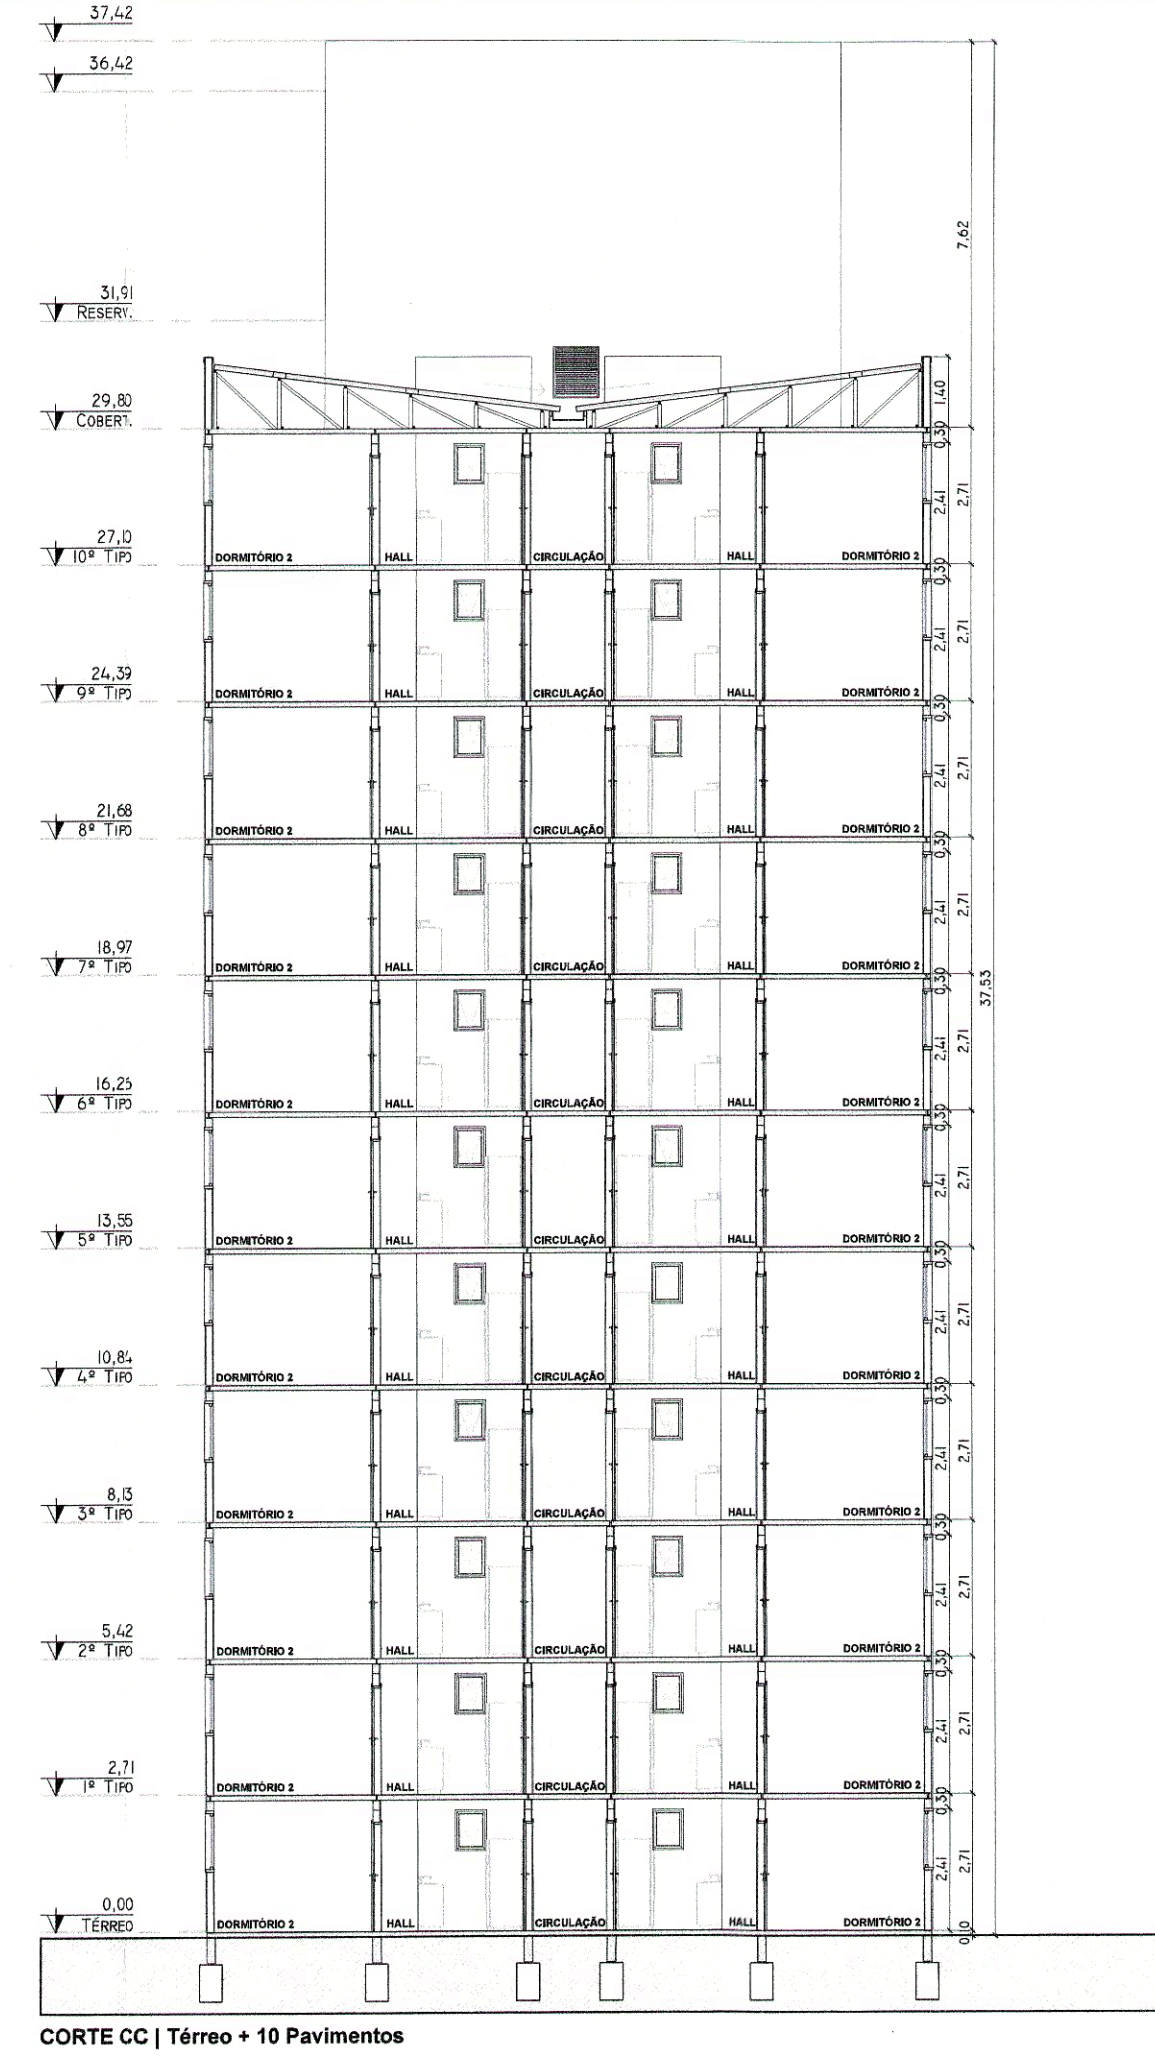 37,42
36,42
7,62
31,91
RESERV.
29,80
COBERT.
1,40
0,30
2,41
2,71
27,10
10º TIPO
DORMITÓRIO 2 HALL CIRCULAÇÃO HALL DORMITÓRIO 2
0,30
2,41
2,71
24,39
9º TIPO
DORMITÓRIO 2 HALL CIRCULAÇÃO HALL DORMITÓRIO 2
0,30
2,41
2,71
21,68
8º TIPO
DORMITÓRIO 2 HALL CIRCULAÇÃO HALL DORMITÓRIO 2
0,30
2,41
2,71
18,97
7º TIPO
DORMITÓRIO 2 HALL CIRCULAÇÃO HALL DORMITÓRIO 2
37,53
0,30
2,41
2,71
6º TIPO
DORMITÓRIO 2 HALL CIRCULAÇÃO HALL DORMITÓRIO 2
0,30
2,41
2,71
13,55
5º TIPO
DORMITÓRIO 2 HALL CIRCULAÇÃO HALL DORMITÓRIO 2
0,30
2,41
2,71
10,84
4º TIPO
DORMITÓRIO 2 HALL CIRCULAÇÃO HALL DORMITÓRIO 2
0,30
2,41
2,71
8,13
3º TIPO
DORMITÓRIO 2 HALL CIRCULAÇÃO HALL DORMITÓRIO 2
0,30
2,41
2,71
5,42
2º TIPO
DORMITÓRIO 2 HALL CIRCULAÇÃO HALL DORMITÓRIO 2
0,30
2,41
2,71
2,71
1º TIPO
DORMITÓRIO 2 HALL CIRCULAÇÃO HALL DORMITÓRIO 2
0,30
2,41
2,71
0,00
TÉRREO
DORMITÓRIO 2 HALL CIRCULAÇÃO HALL DORMITÓRIO 2
0,10
CORTE CC | Térreo + 10 Pavimentos